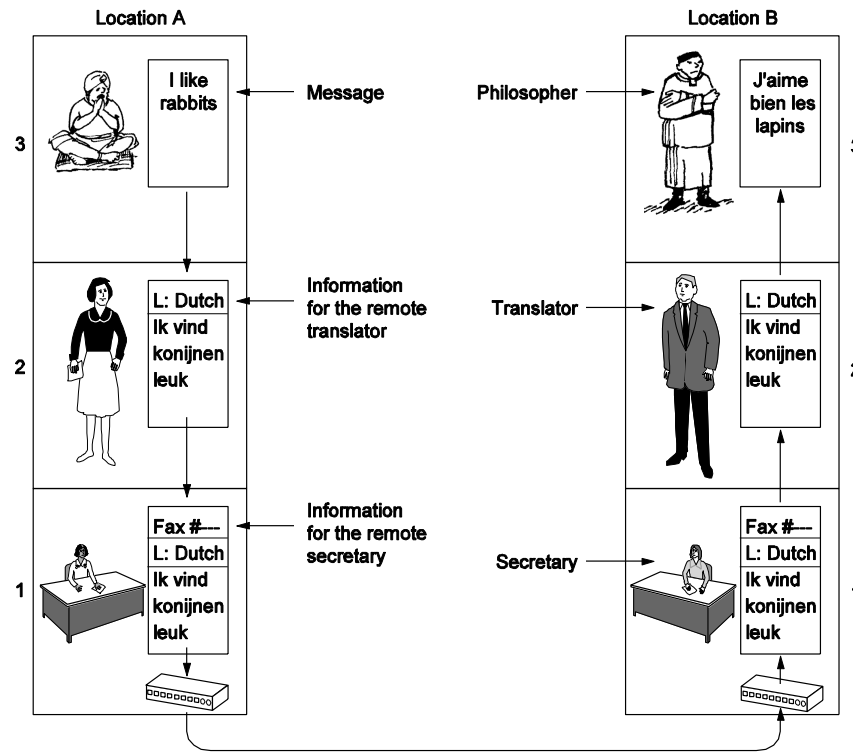 Location A
Location B
I like
rabbits
Message
Philosopher
J'aime
bien les
lapins
3
3
L: Dutch
Ik vind
konijnen
leuk
Information
for the remote
translator
Translator
L: Dutch
Ik vind
konijnen
leuk
2
2
Fax #---
L: Dutch
Ik vind
konijnen
leuk
Information
for the remote
secretary
Secretary
Fax #---
L: Dutch
Ik vind
konijnen
leuk
1